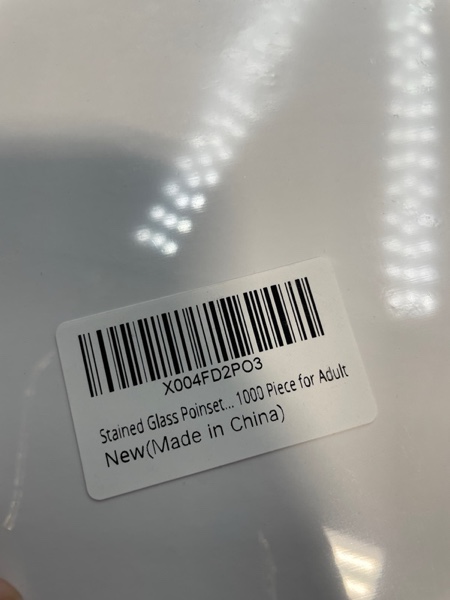 X004FD2PO3
Stained Glass Poinset... 1000 Piece for Adult
New(Made in China)